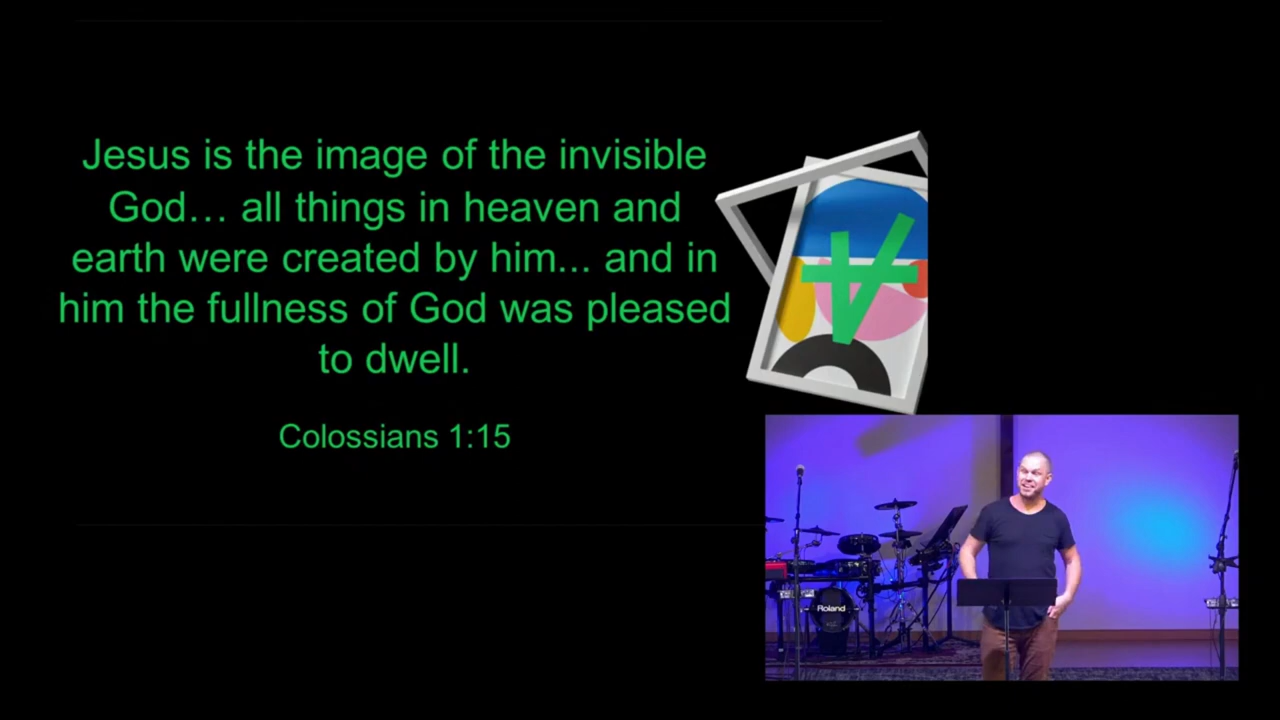 Jesus is the image of the invisible
God… all things in heaven and
earth were created by him... and in
him the fullness of God was pleased
to dwell.
Colossians 1:15
Roland